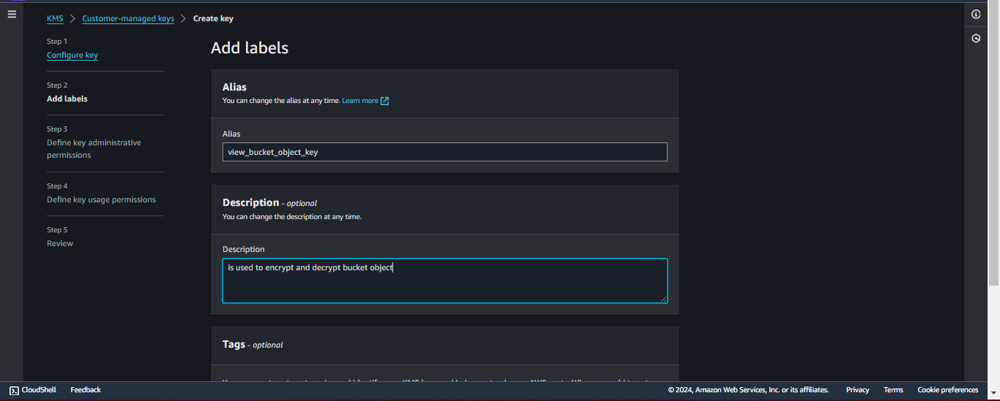 KMS > Customer-managed keys > Create key
Step 1
Configure key
Step 2
Add labels
Step 3
Define key administrative
permissions
Step 4
Define key usage permissions
Step 5
Review
Add labels
Alias
You can change the alias at any time. Learn more
Alias
view_bucket_object_key
Description - optional
You can change the description at any time.
Description
is used to encrypt and decrypt bucket object
Tags - optional
CloudShell Feedback © 2024, Amazon Web Services, Inc. or its affiliates. Privacy Terms Cookie preferences